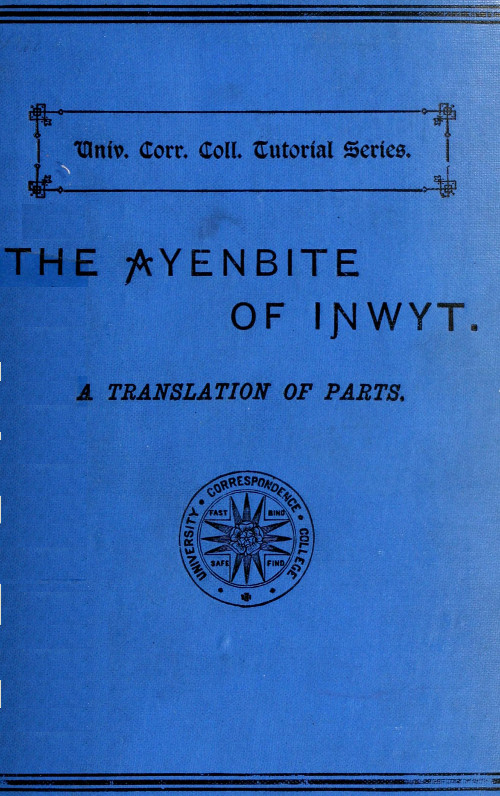 Univ. Corr. Coll. Tutorial Series.
THE AYENBITE
OF INWYT.
A TRANSLATION OF PARTS.
UNIVERSITY · CORRESPONDENCE · COLLEGE
FAST BIND
SAFE FIND